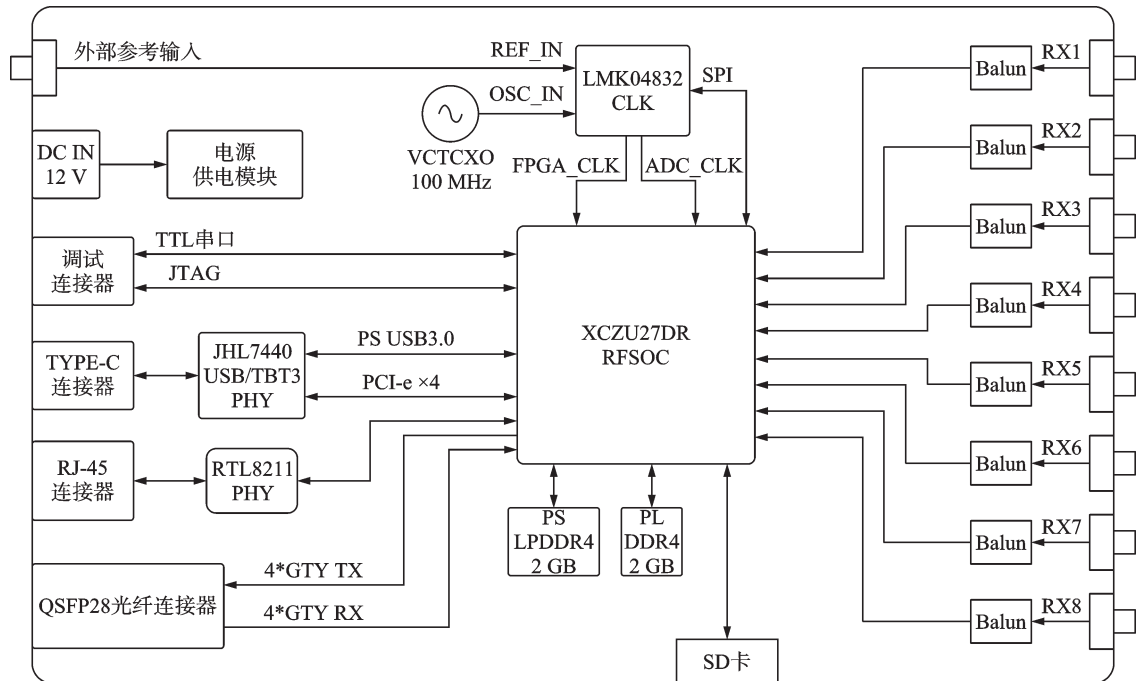 外部参考输入
REF_IN
OSC_IN
VCTCXO
100 MHz
LMK04832
CLK
SPI
FPGA_CLK
ADC_CLK
DC IN
12 V
电源
供电模块
调试
连接器
TTL串口
JTAG
TYPE-C
连接器
JHL7440
USB/TBT3
PHY
PS USB3.0
PCI-e ×4
RJ-45
连接器
RTL8211
PHY
QSFP28光纤连接器
4*GTY TX
4*GTY RX
XCZU27DR
RFSOC
PS
LPDDR4
2 GB
PL
DDR4
2 GB
SD卡
Balun
RX1
Balun
RX2
Balun
RX3
Balun
RX4
Balun
RX5
Balun
RX6
Balun
RX7
Balun
RX8